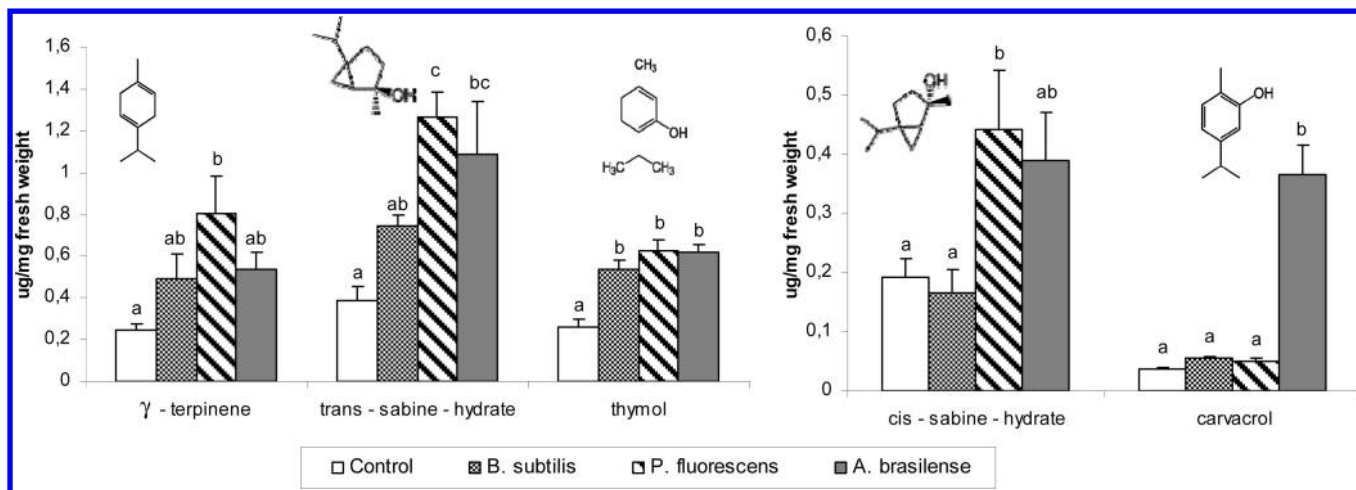 ug/mg fresh weight
1,6
1,4
1,2
1
0,8
0,6
0,4
0,2
0
OH
CH₃
OH
H₃C CH₃
a
ab
b
ab
a
ab
c
bc
a
b
b
b
γ - terpinene
trans - sabine - hydrate
thymol
ug/mg fresh weight
0,6
0,5
0,4
0,3
0,2
0,1
0
OH
OH
a
a
b
ab
a
a
a
b
cis - sabine - hydrate
carvacrol
Control B. subtilis P. fluorescens A. brasilense